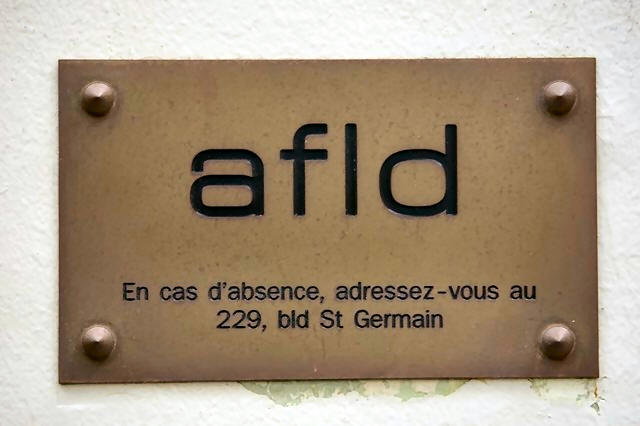 afld
En cas d'absence, adressez-vous au
229, bld St Germain